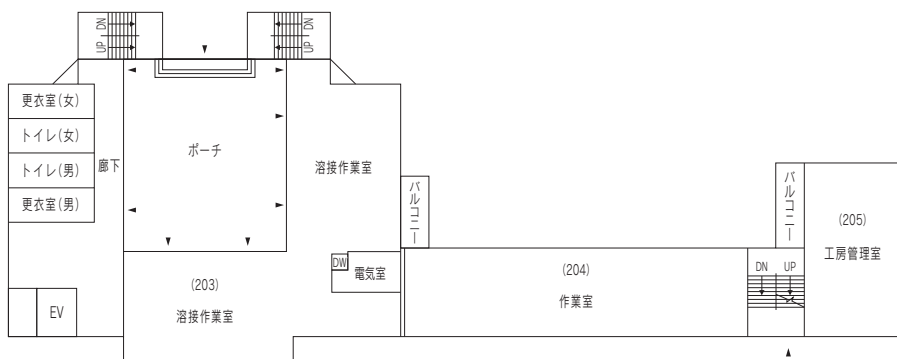 DN
UP
DN
UP
更衣室(女)
トイレ(女)
トイレ(男)
更衣室(男)
廊下
ポーチ
溶接作業室
バルコニー
バルコニー
(205)
工房管理室
DW
電気室
(203)
溶接作業室
(204)
作業室
DN UP
EV